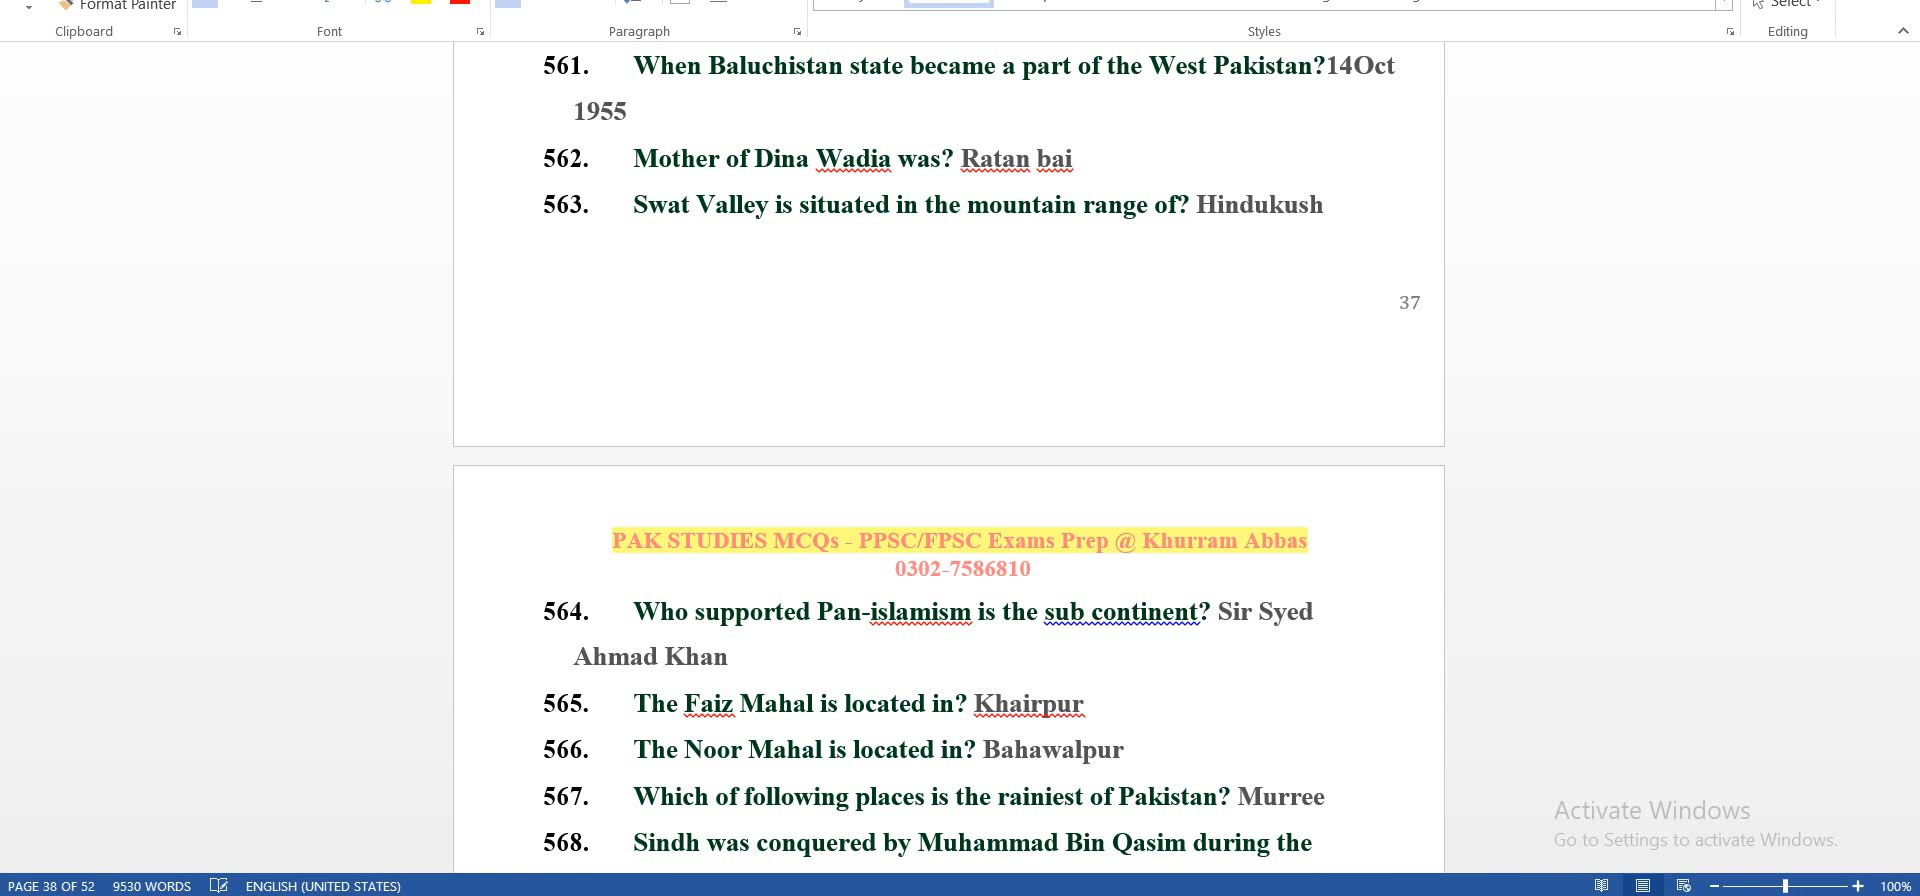 Format Painter
Select
Clipboard
Font
Paragraph
Styles
Editing
561. When Baluchistan state became a part of the West Pakistan?14Oct
1955
562. Mother of Dina Wadia was? Ratan bai
563. Swat Valley is situated in the mountain range of? Hindukush
37
PAK STUDIES MCQs - PPSC/FPSC Exams Prep @ Khurram Abbas
0302-7586810
564. Who supported Pan-islamism is the sub continent? Sir Syed
Ahmad Khan
565. The Faiz Mahal is located in? Khairpur
566. The Noor Mahal is located in? Bahawalpur
567. Which of following places is the rainiest of Pakistan? Murree
568. Sindh was conquered by Muhammad Bin Qasim during the
Activate Windows
Go to Settings to activate Windows.
PAGE 38 OF 52 9530 WORDS ENGLISH (UNITED STATES) 100%